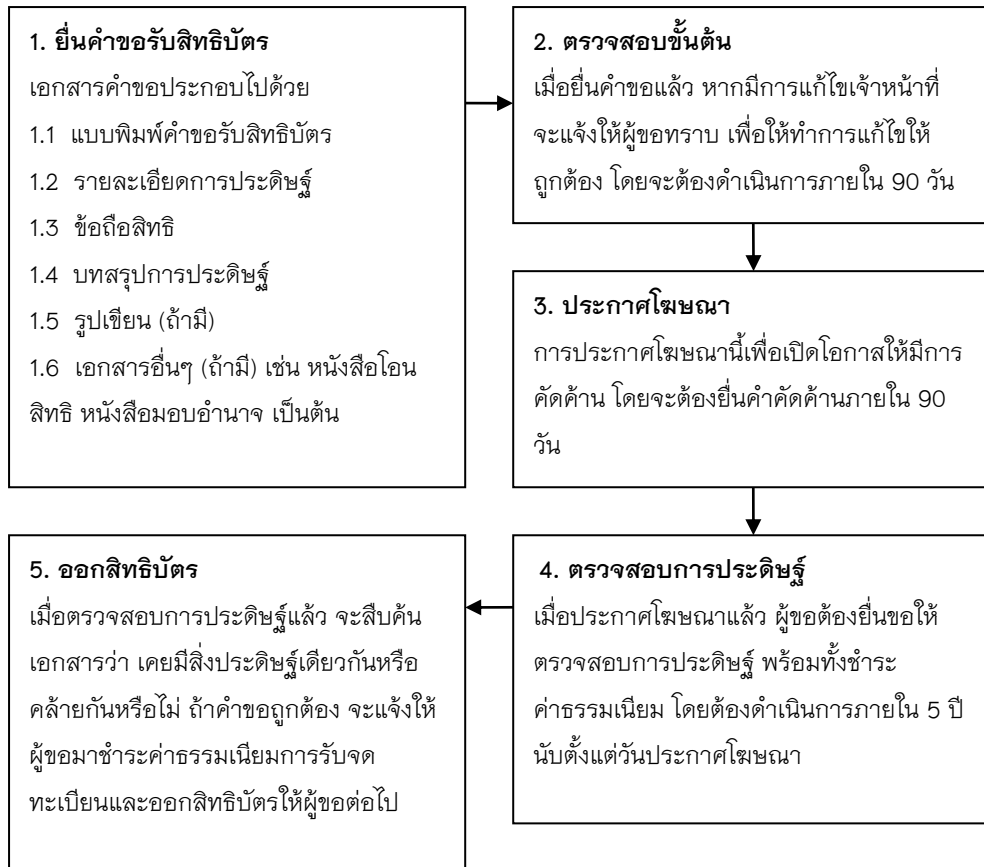 1. ยื่นคำขอรับสิทธิบัตร
เอกสารคำขอประกอบไปด้วย
1.1 แบบพิมพ์คำขอรับสิทธิบัตร
1.2 รายละเอียดการประดิษฐ์
1.3 ข้อถือสิทธิ
1.4 บทสรุปการประดิษฐ์
1.5 รูปเขียน (ถ้ามี)
1.6 เอกสารอื่นๆ (ถ้ามี) เช่น หนังสือโอน
สิทธิ หนังสือมอบอำนาจ เป็นต้น
2. ตรวจสอบขั้นต้น
เมื่อยื่นคำขอแล้ว หากมีการแก้ไขเจ้าหน้าที่
จะแจ้งให้ผู้ขอทราบ เพื่อให้ทำการแก้ไขให้
ถูกต้อง โดยจะต้องดำเนินการภายใน 90 วัน
3. ประกาศโฆษณา
การประกาศโฆษณานี้เพื่อเปิดโอกาสให้มีการ
คัดค้าน โดยจะต้องยื่นคำคัดค้านภายใน 90
วัน
4. ตรวจสอบการประดิษฐ์
เมื่อประกาศโฆษณาแล้ว ผู้ขอต้องยื่นขอให้
ตรวจสอบการประดิษฐ์ พร้อมทั้งชำระ
ค่าธรรมเนียม โดยต้องดำเนินการภายใน 5 ปี
นับตั้งแต่วันประกาศโฆษณา
5. ออกสิทธิบัตร
เมื่อตรวจสอบการประดิษฐ์แล้ว จะสืบค้น
เอกสารว่า เคยมีสิ่งประดิษฐ์เดียวกันหรือ
คล้ายกันหรือไม่ ถ้าคำขอถูกต้อง จะแจ้งให้
ผู้ขอมาชำระค่าธรรมเนียมการรับจด
ทะเบียนและออกสิทธิบัตรให้ผู้ขอต่อไป